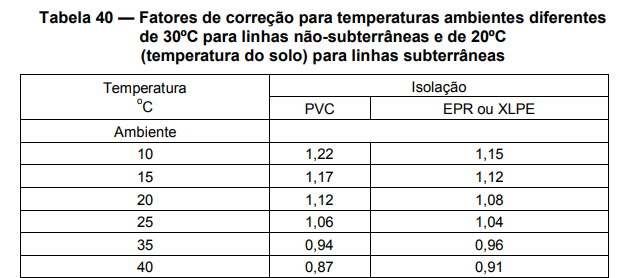 Tabela 40 — Fatores de correção para temperaturas ambientes diferentes
de 30ºC para linhas não-subterrâneas e de 20ºC
(temperatura do solo) para linhas subterrâneas
Temperatura
ºC
Isolação
PVC EPR ou XLPE
Ambiente
10 1,22 1,15
15 1,17 1,12
20 1,12 1,08
25 1,06 1,04
35 0,94 0,96
40 0,87 0,91